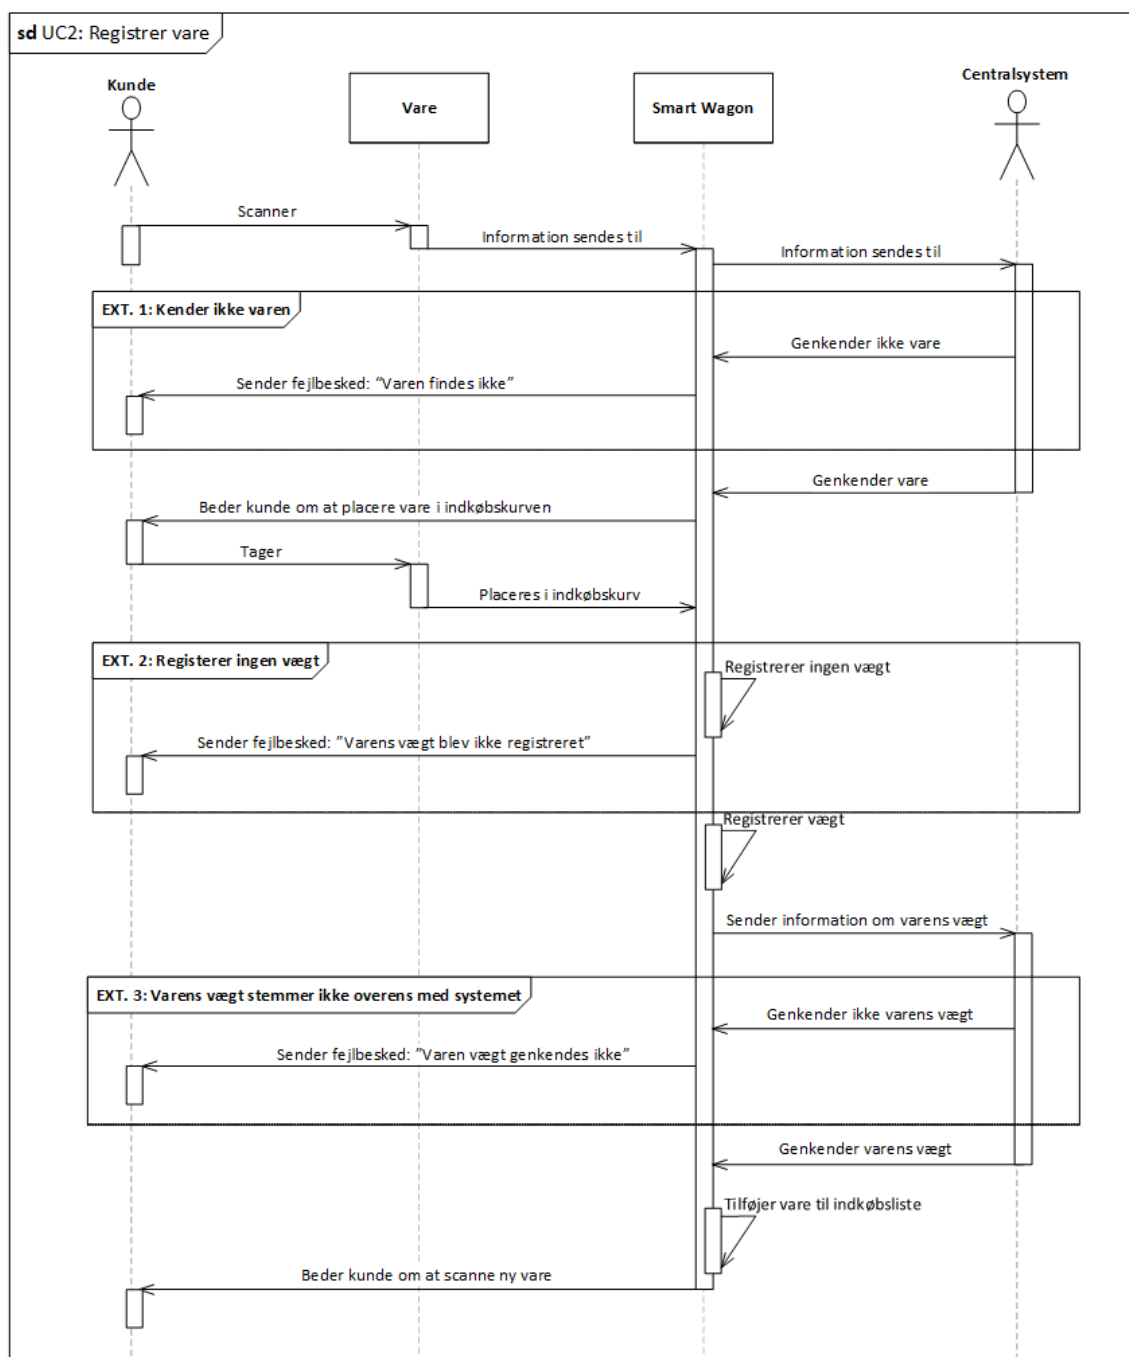 sd UC2: Registrer vare
Kunde
Vare
Smart Wagon
Centralsystem
Scanner
Information sendes til
Information sendes til
EXT. 1: Kender ikke varen
Genkender ikke vare
Sender fejlbesked: “Varen findes ikke”
Genkender vare
Beder kunde om at placere vare i indkøbskurven
Tager
Placeres i indkøbskurv
EXT. 2: Registerer ingen vægt
Registrerer ingen vægt
Sender fejlbesked: ”Varens vægt blev ikke registreret”
Registrerer vægt
Sender information om varens vægt
EXT. 3: Varens vægt stemmer ikke overens med systemet
Genkender ikke varens vægt
Sender fejlbesked: ”Varen vægt genkendes ikke”
Genkender varens vægt
Tilføjer vare til indkøbsliste
Beder kunde om at scanne ny vare